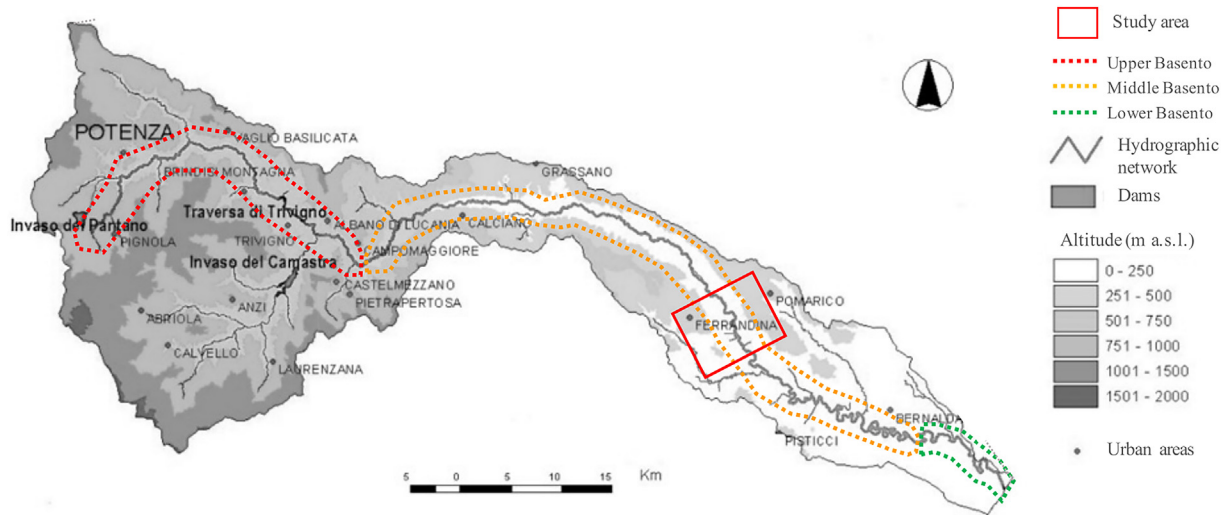 Study area
Upper Basento
Middle Basento
Lower Basento
Hydrographic
network
Dams
Altitude (m a.s.l.)
0 - 250
251 - 500
501 - 750
751 - 1000
1001 - 1500
1501 - 2000
Urban areas
POTENZA
VAGLIO BASILICATA
BRINDISI MONTAGNA
GRASSANO
Traversa di Trivigno
Invaso del Pantano
ALBANO DI LUCANIA
CALCIANO
PIGNOLA
TRIVIGNO
CAMPOMAGGIORE
Invaso del Camastra
CASTELMEZZANO
PIETRAPERTOSA
ANZI
ABRIOLA
POMARICO
FERRANDINA
CALVELLO
LAURENZANA
BERNALDA
PISTICCI
5 0 5 10 15
Km